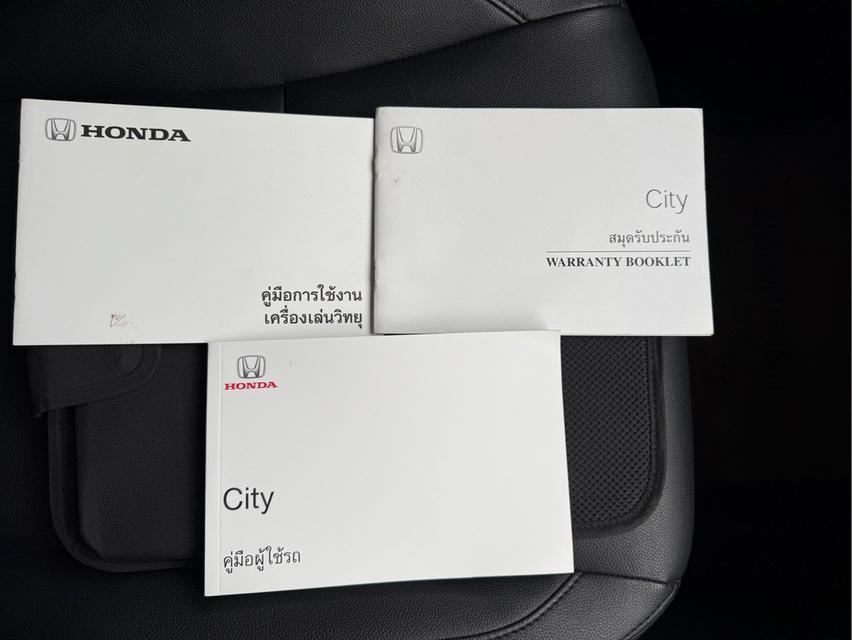 HONDA
คู่มือการใช้งาน
เครื่องเล่นวิทยุ
City
สมุดรับประกัน
WARRANTY BOOKLET
HONDA
City
คู่มือผู้ใช้รถ